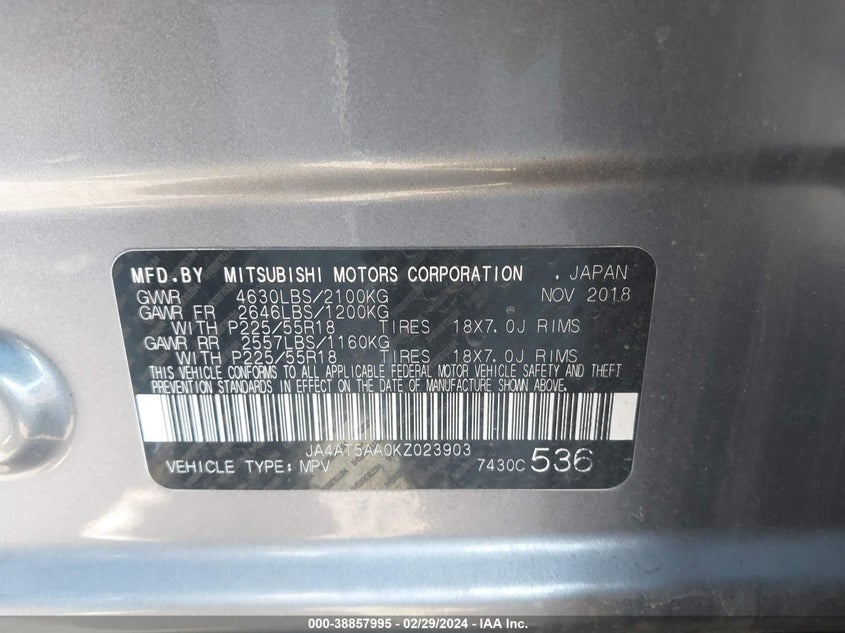 MFD.BY MITSUBISHI MOTORS CORPORATION , JAPAN
GVWR 4630LBS/2100KG NOV 2018
GAWR FR 2646LBS/1200KG
WITH P225/55R18 TIRES 18X7.0J RIMS
GAWR RR 2557LBS/1160KG
WITH P225/55R18 TIRES 18X7.0J RIMS
THIS VEHICLE CONFORMS TO ALL APPLICABLE FEDERAL MOTOR VEHICLE SAFETY AND THEFT
PREVENTION STANDARDS IN EFFECT ON THE DATE OF MANUFACTURE SHOWN ABOVE.
JA4AT5AA0KZ023903
VEHICLE TYPE: MPV 7430C 536
000-38857995 - 02/29/2024 - IAA Inc.